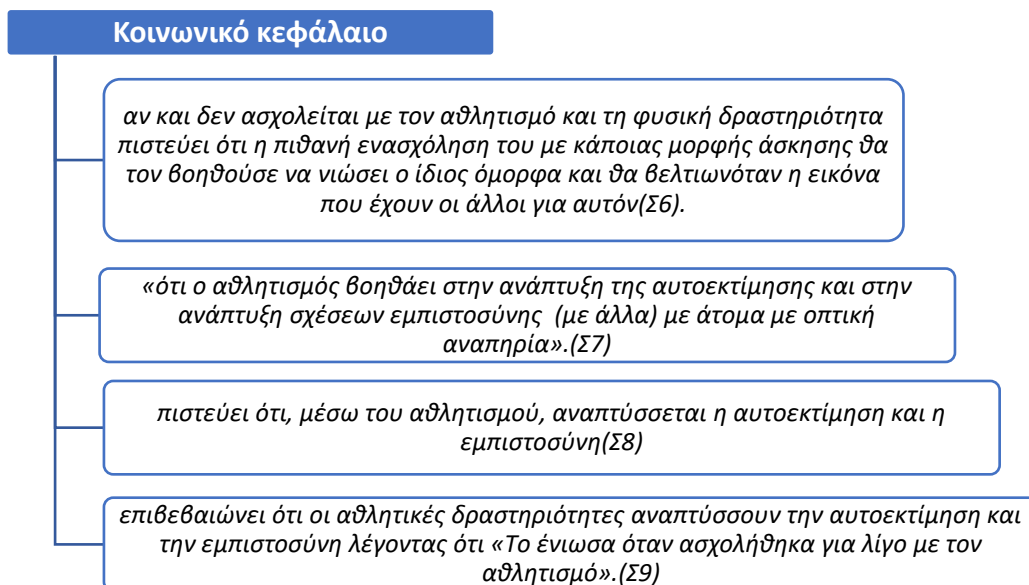 Κοινωνικό κεφάλαιο
αν και δεν ασχολείται με τον αθλητισμό και τη φυσική δραστηριότητα
πιστεύει ότι η πιθανή ενασχόληση του με κάποιας μορφής άσκησης θα
τον βοηθούσε να νιώσει ο ίδιος όμορφα και θα βελτιωνόταν η εικόνα
που έχουν οι άλλοι για αυτόν(Σ6).
«ότι ο αθλητισμός βοηθάει στην ανάπτυξη της αυτοεκτίμησης και στην
ανάπτυξη σχέσεων εμπιστοσύνης (με άλλα) με άτομα με οπτική
αναπηρία».(Σ7)
πιστεύει ότι, μέσω του αθλητισμού, αναπτύσσεται η αυτοεκτίμηση και η
εμπιστοσύνη(Σ8)
επιβεβαιώνει ότι οι αθλητικές δραστηριότητες αναπτύσσουν την αυτοεκτίμηση και
την εμπιστοσύνη λέγοντας ότι «Το ένιωσα όταν ασχολήθηκα για λίγο με τον
αθλητισμό».(Σ9)